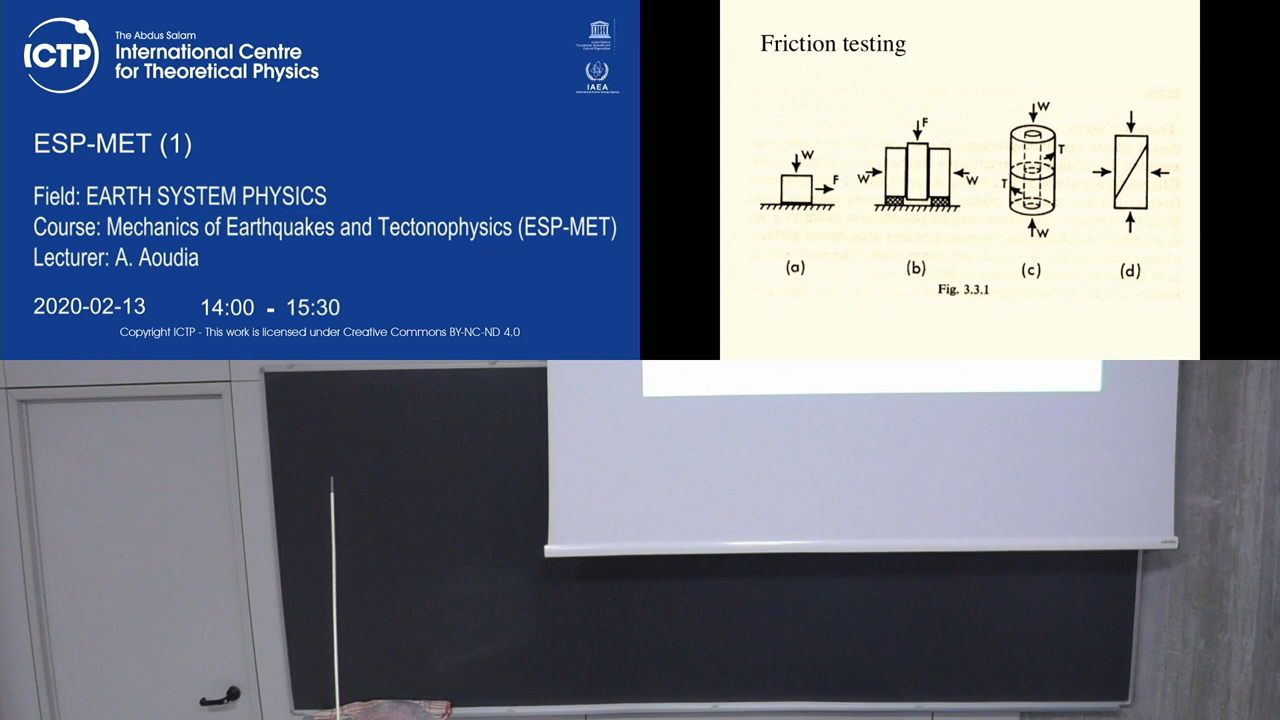 ICTP
The Abdus Salam
International Centre
for Theoretical Physics
IAEA
ESP-MET (1)
Field: EARTH SYSTEM PHYSICS
Course: Mechanics of Earthquakes and Tectonophysics (ESP-MET)
Lecturer: A. Aoudia
2020-02-13 14:00 - 15:30
Copyright ICTP - This work is licensed under Creative Commons BY-NC-ND 4.0
Friction testing
W
F
F
W
W
W
T
T
W
(a) (b) (c) (d)
Fig. 3.3.1